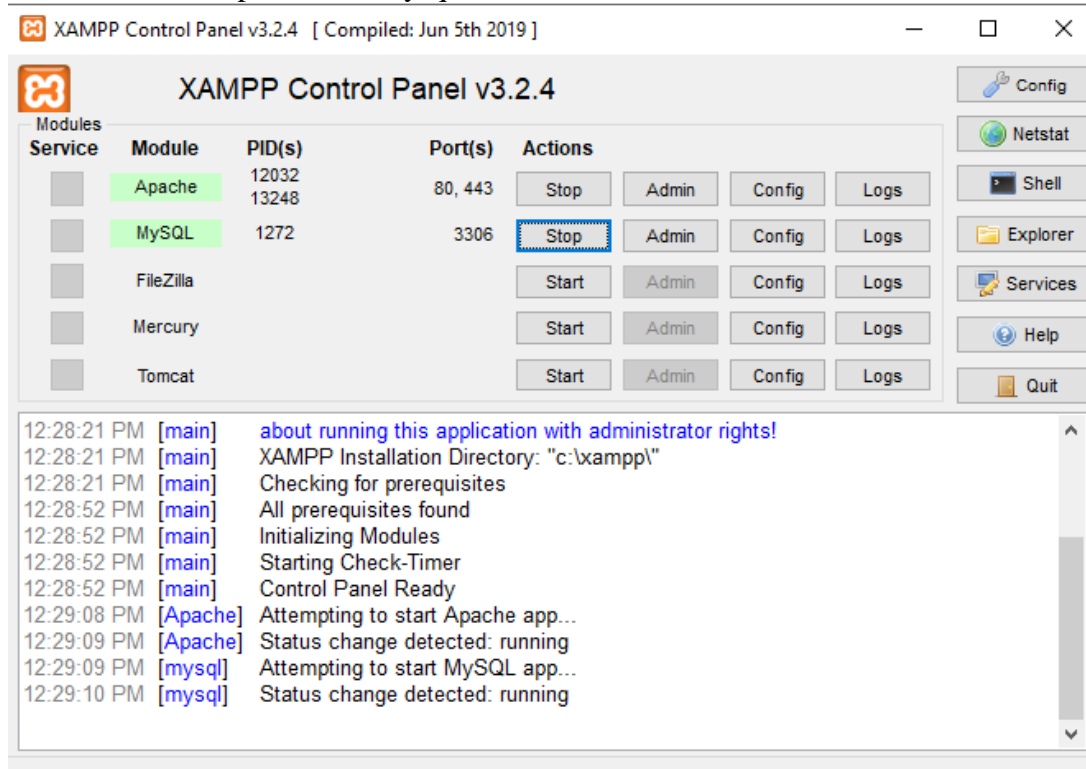 XAMPP Control Panel v3.2.4 [ Compiled: Jun 5th 2019 ]
XAMPP Control Panel v3.2.4
Config
Modules
Service Module PID(s) Port(s) Actions
Netstat
Apache 12032 13248 80, 443 Stop Admin Config Logs
Shell
MySQL 1272 3306 Stop Admin Config Logs
Explorer
FileZilla Start Admin Config Logs
Services
Mercury Start Admin Config Logs
Help
Tomcat Start Admin Config Logs
Quit
12:28:21 PM [main] about running this application with administrator rights!
12:28:21 PM [main] XAMPP Installation Directory: "c:\xampp\"
12:28:21 PM [main] Checking for prerequisites
12:28:52 PM [main] All prerequisites found
12:28:52 PM [main] Initializing Modules
12:28:52 PM [main] Starting Check-Timer
12:28:52 PM [main] Control Panel Ready
12:29:08 PM [Apache] Attempting to start Apache app...
12:29:09 PM [Apache] Status change detected: running
12:29:09 PM [mysql] Attempting to start MySQL app...
12:29:10 PM [mysql] Status change detected: running